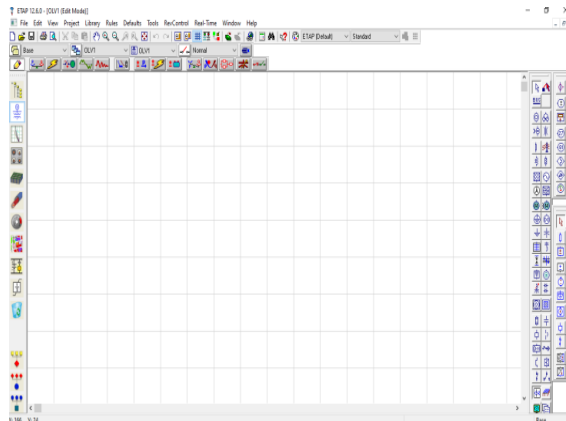 ETAP 12.6.0 - [OLV1 (Edit Mode)]
File Edit View Project Library Rules Defaults Tools RevControl Real-Time Window Help
ETAP (Default) Standard
Base OLV1 OLV1 Normal
Base